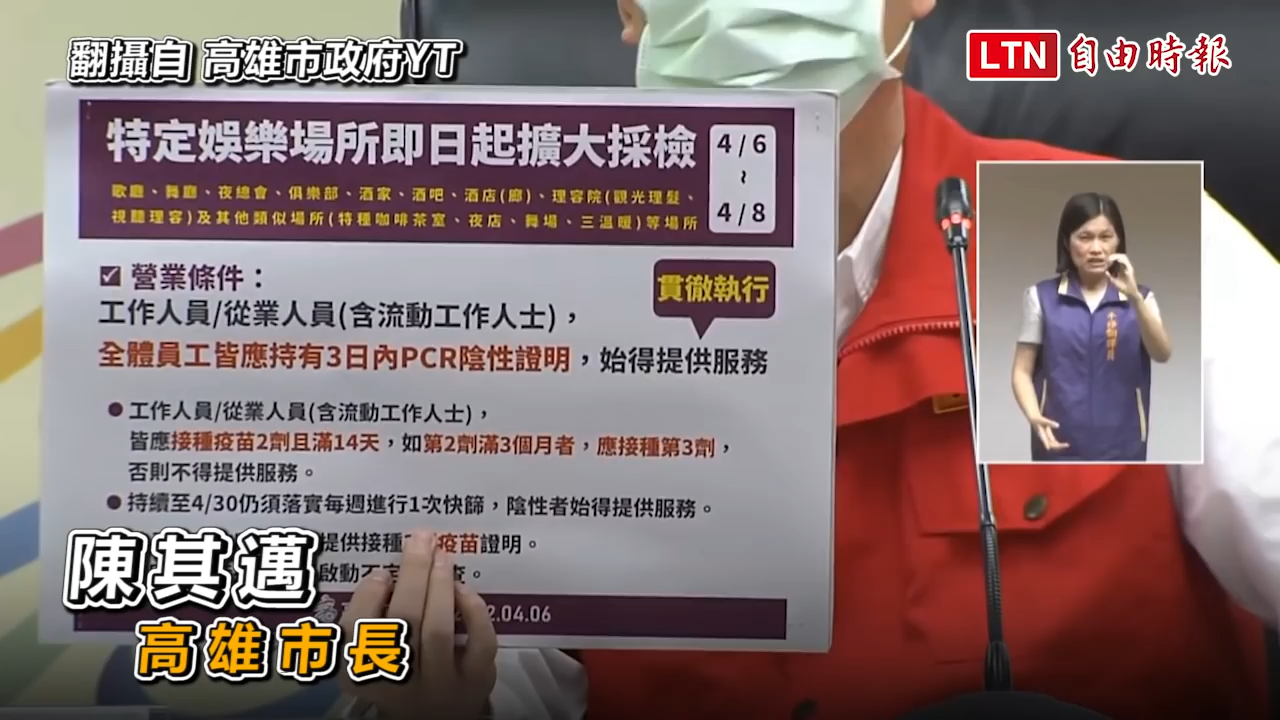 翻攝自 高雄市政府YT
LTN 自由時報
特定娛樂場所即日起擴大採檢
4/6
~
4/8
歌廳、舞廳、夜總會、俱樂部、酒家、酒吧、酒店(廊)、理容院(觀光理髮、
視聽理容)及其他類似場所(特種咖啡茶室、夜店、舞場、三溫暖)等場所
☑ 營業條件：
貫徹執行
工作人員/從業人員(含流動工作人士)，
全體員工皆應持有3日內PCR陰性證明，始得提供服務
●工作人員/從業人員(含流動工作人士)，
皆應接種疫苗2劑且滿14天，如第2劑滿3個月者，應接種第3劑，
否則不得提供服務。
●持續至4/30仍須落實每週進行1次快篩，陰性者始得提供服務。
提供接種 疫苗證明。
啟動不 查。
2.04.06
陳其邁
高雄市長